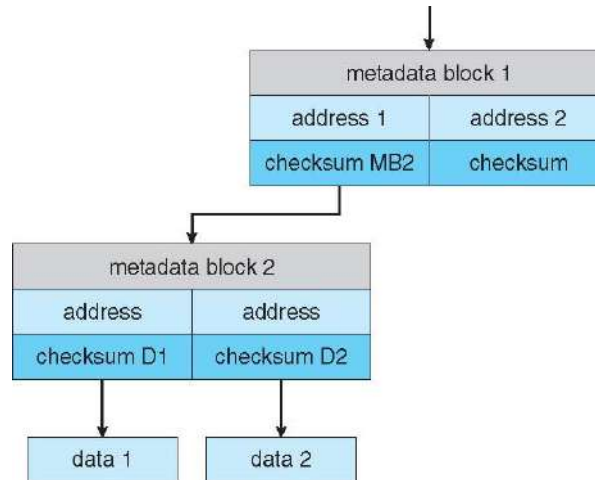 metadata block 1
address 1 address 2
checksum MB2 checksum
metadata block 2
address address
checksum D1 checksum D2
data 1 data 2